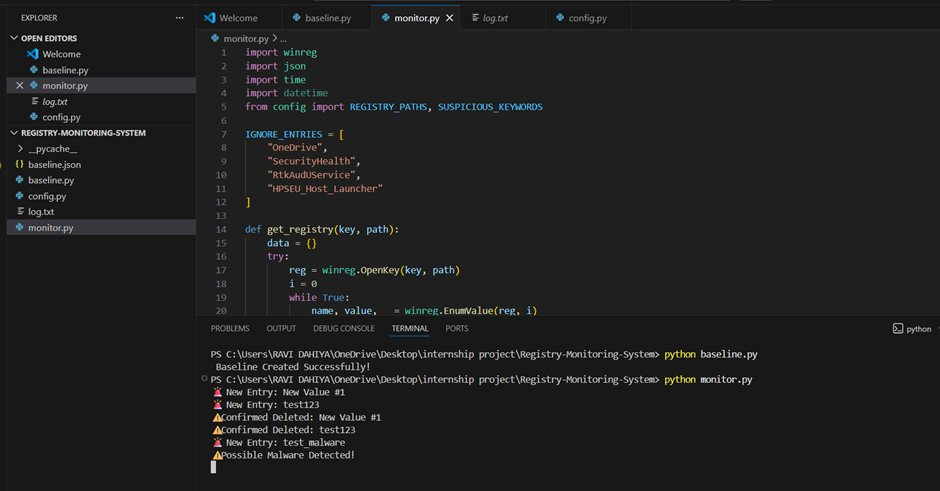 EXPLORER
···
OPEN EDITORS
Welcome
baseline.py
monitor.py
log.txt
config.py
REGISTRY-MONITORING-SYSTEM
__pycache__
baseline.json
baseline.py
config.py
log.txt
monitor.py
Welcome baseline.py monitor.py log.txt config.py
monitor.py > ...
1 import winreg
2 import json
3 import time
4 import datetime
5 from config import REGISTRY_PATHS, SUSPICIOUS_KEYWORDS
6
7 IGNORE_ENTRIES = [
8 "OneDrive",
9 "SecurityHealth",
10 "RtkAudUService",
11 "HPSEU_Host_Launcher"
12 ]
13
14 def get_registry(key, path):
15 data = {}
16 try:
17 reg = winreg.OpenKey(key, path)
18 i = 0
19 while True:
20 name, value, _ = winreg.EnumValue(reg, i)
PROBLEMS OUTPUT DEBUG CONSOLE TERMINAL PORTS python
PS C:\Users\RAVI DAHIYA\OneDrive\Desktop\internship project\Registry-Monitoring-System> python baseline.py
Baseline Created Successfully!
PS C:\Users\RAVI DAHIYA\OneDrive\Desktop\internship project\Registry-Monitoring-System> python monitor.py
🚨 New Entry: New Value #1
🚨 New Entry: test123
⚠️Confirmed Deleted: New Value #1
⚠️Confirmed Deleted: test123
🚨 New Entry: test_malware
⚠️Possible Malware Detected!